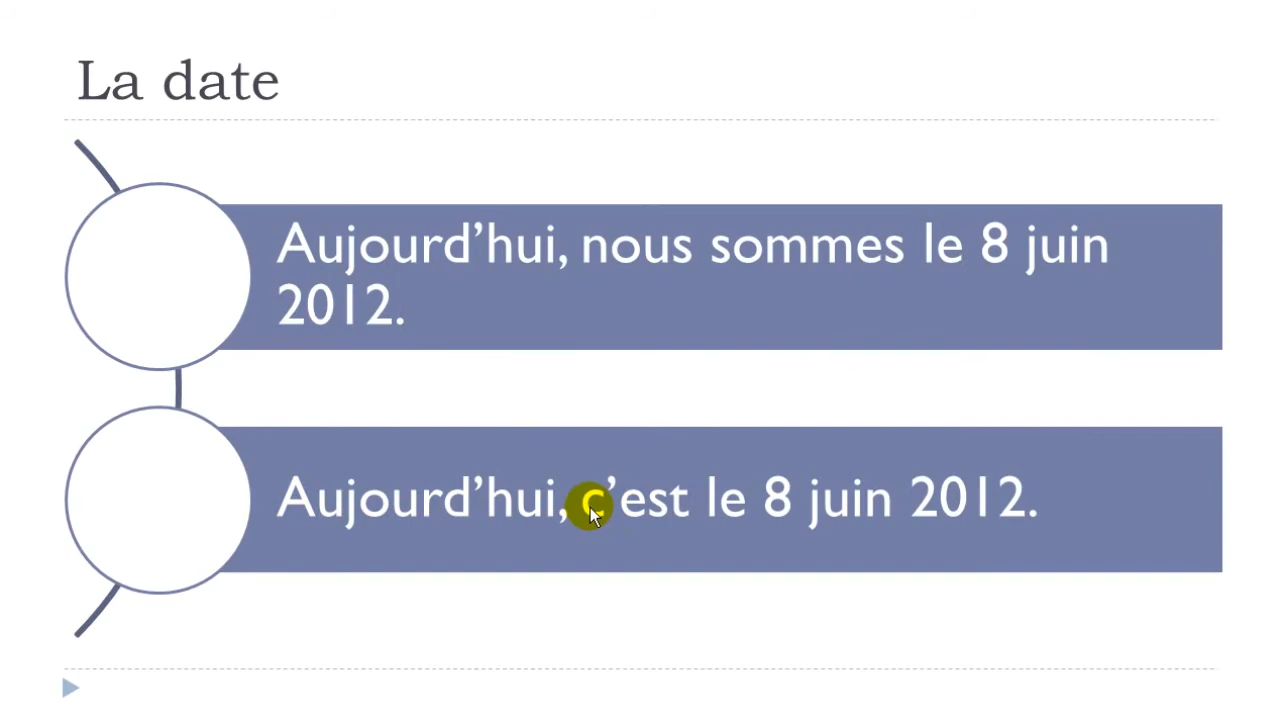 La date
Aujourd’hui, nous sommes le 8 juin
2012.
Aujourd’hui, c’est le 8 juin 2012.